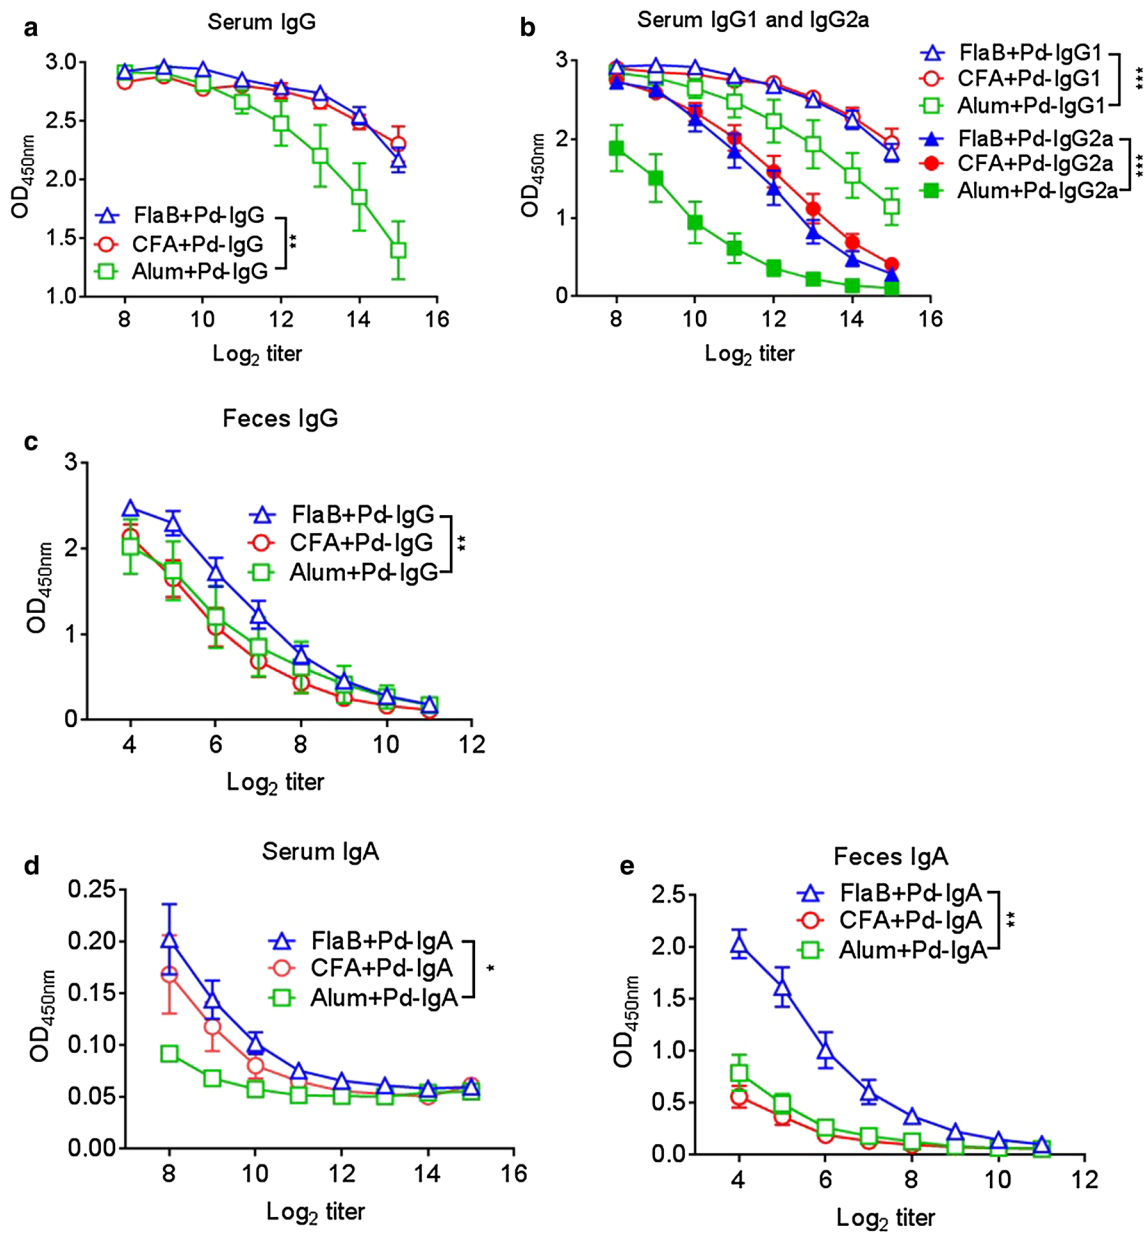 a
Serum IgG
3.0
2.5
2.0
1.5
1.0
OD450nm
FlaB+Pd-IgG
CFA+Pd-IgG
Alum+Pd-IgG
**
8 10 12 14 16
Log2 titer
b
Serum IgG1 and IgG2a
3
2
1
0
OD450nm
FlaB+Pd-IgG1
CFA+Pd-IgG1
Alum+Pd-IgG1
***
FlaB+Pd-IgG2a
CFA+Pd-IgG2a
Alum+Pd-IgG2a
***
8 10 12 14 16
Log2 titer
c
Feces IgG
3
2
1
0
OD450nm
FlaB+Pd-IgG
CFA+Pd-IgG
Alum+Pd-IgG
**
4 6 8 10 12
Log2 titer
d
Serum IgA
0.25
0.20
0.15
0.10
0.05
0.00
OD450nm
FlaB+Pd-IgA
CFA+Pd-IgA
Alum+Pd-IgA
*
8 10 12 14 16
Log2 titer
e
Feces IgA
2.5
2.0
1.5
1.0
0.5
0.0
OD450nm
FlaB+Pd-IgA
CFA+Pd-IgA
Alum+Pd-IgA
**
4 6 8 10 12
Log2 titer